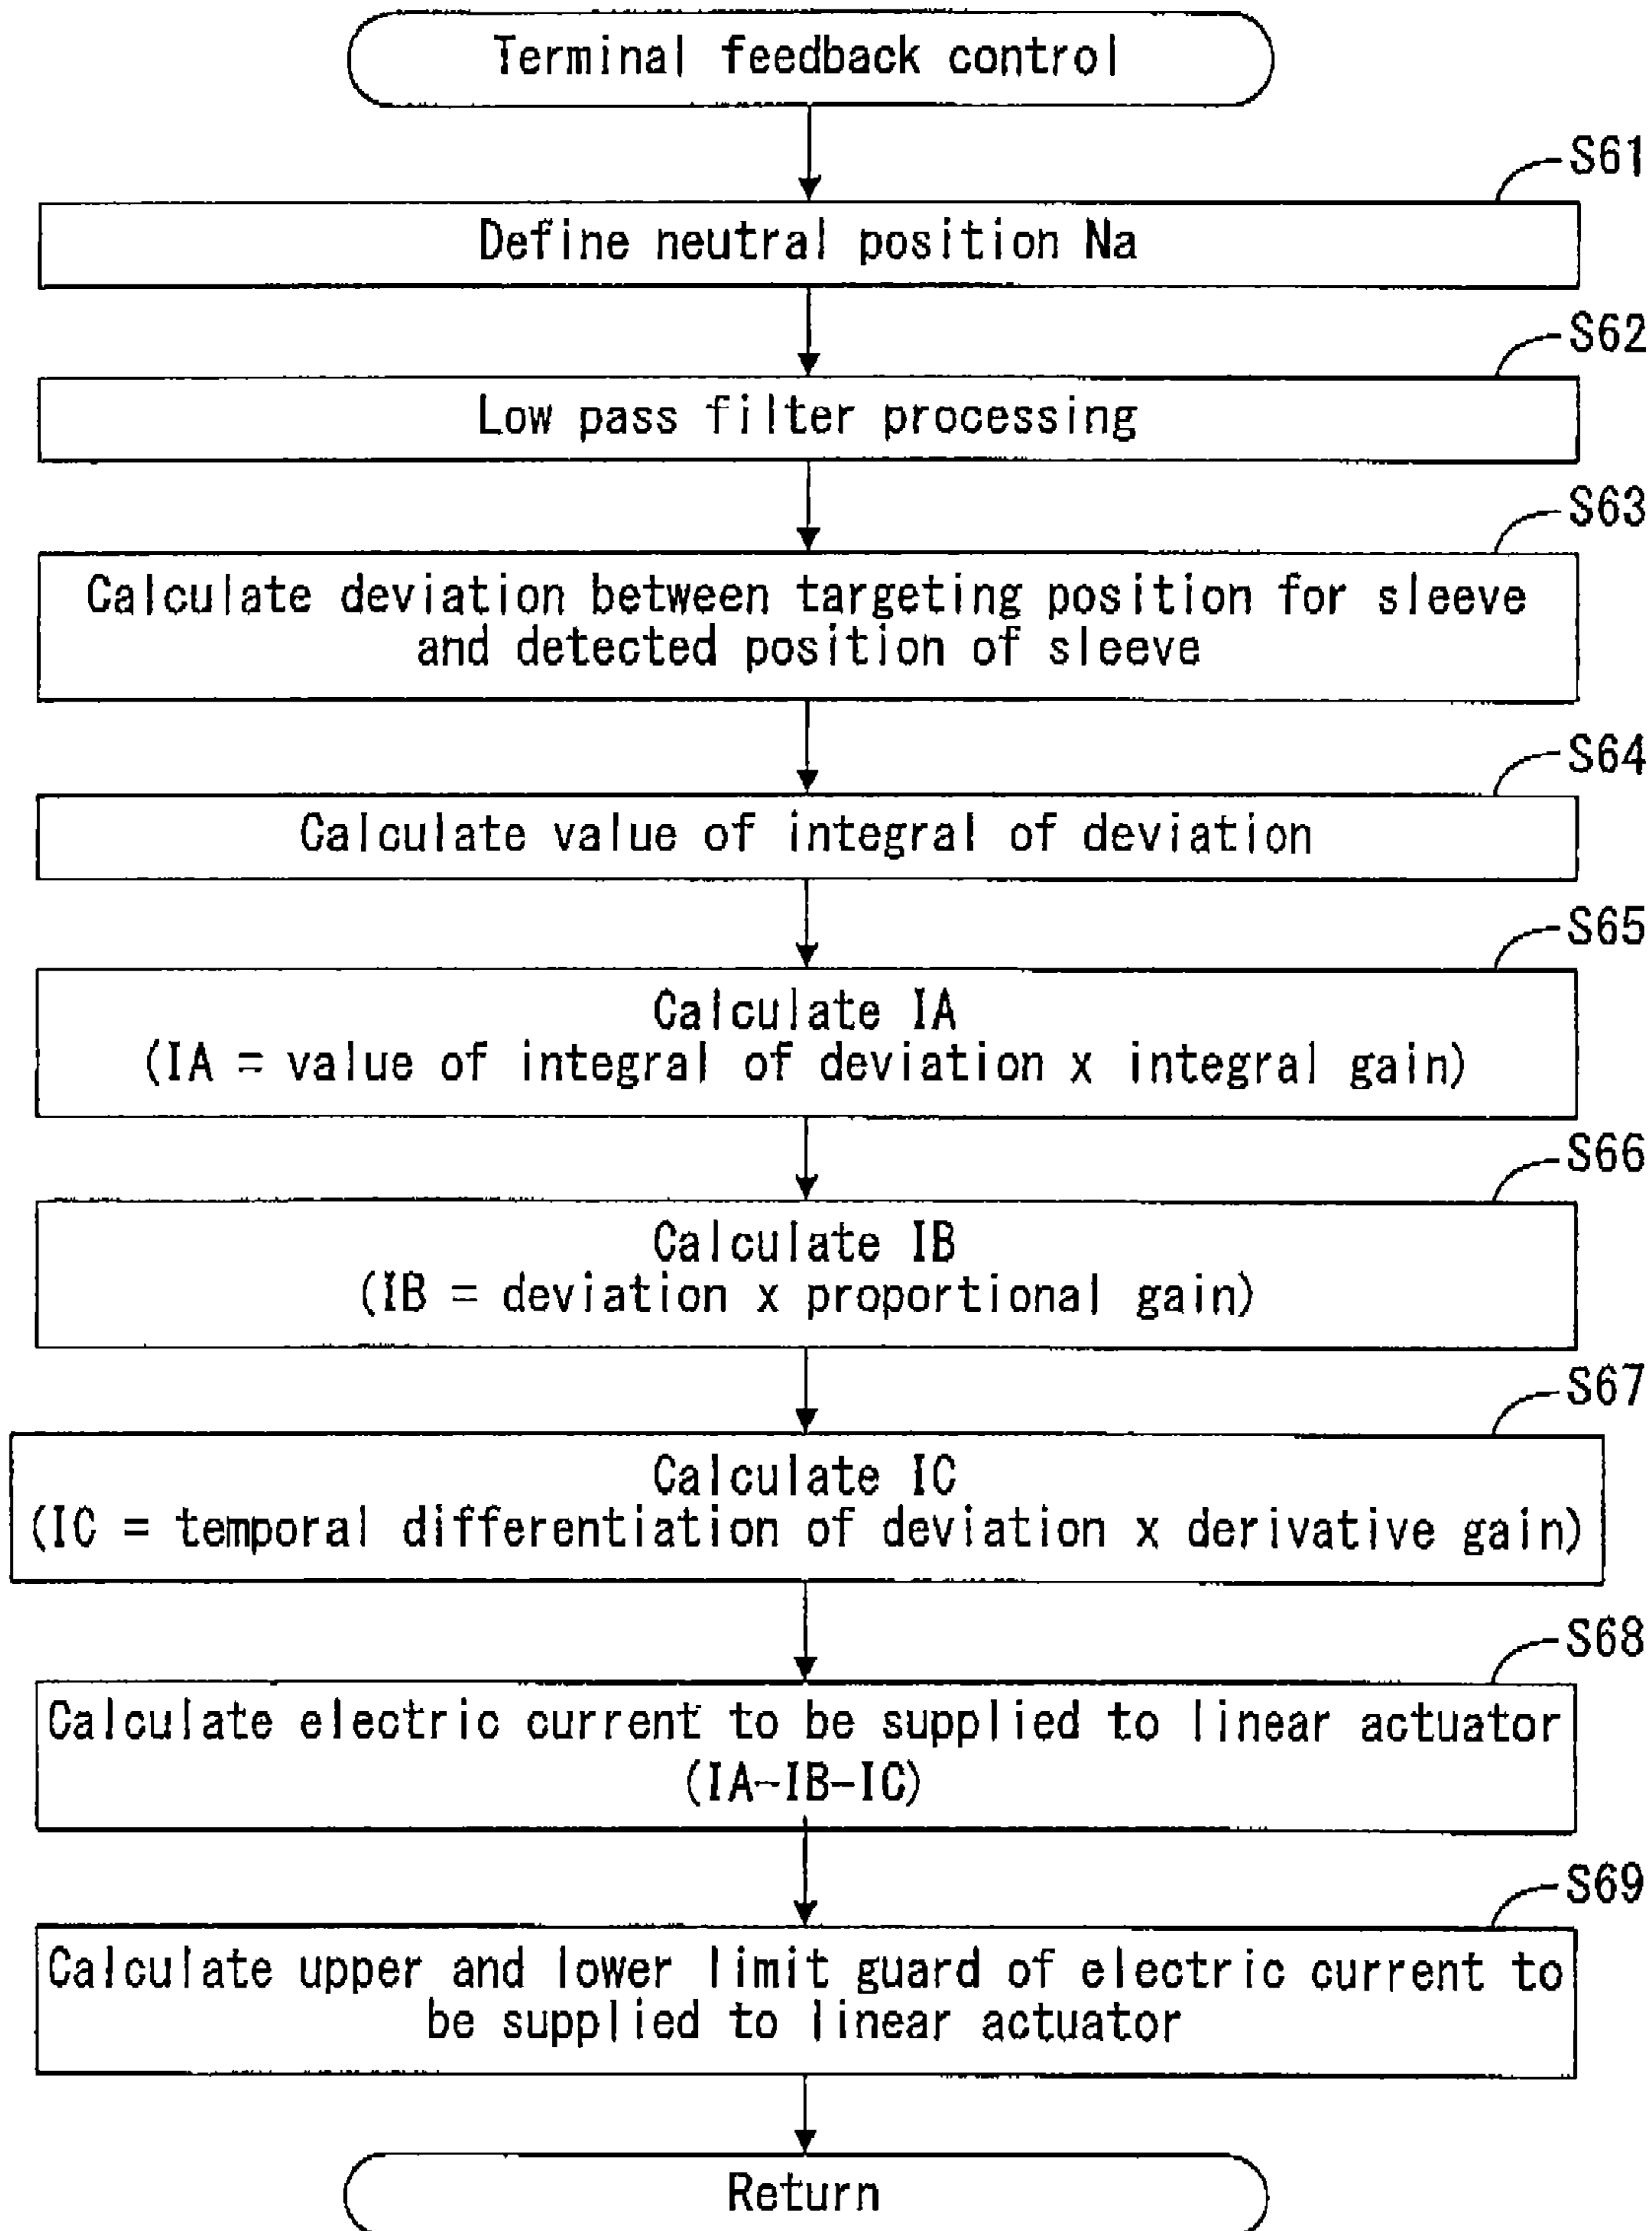 Terminal feedback control
S61
Define neutral position Na
S62
Low pass filter processing
S63
Calculate deviation between targeting position for sleeve
and detected position of sleeve
S64
Calculate value of integral of deviation
S65
Calculate IA
(IA = value of integral of deviation x integral gain)
S66
Calculate IB
(IB = deviation x proportional gain)
S67
Calculate IC
(IC = temporal differentiation of deviation x derivative gain)
S68
Calculate electric current to be supplied to linear actuator
(IA-IB-IC)
S69
Calculate upper and lower limit guard of electric current to
be supplied to linear actuator
Return